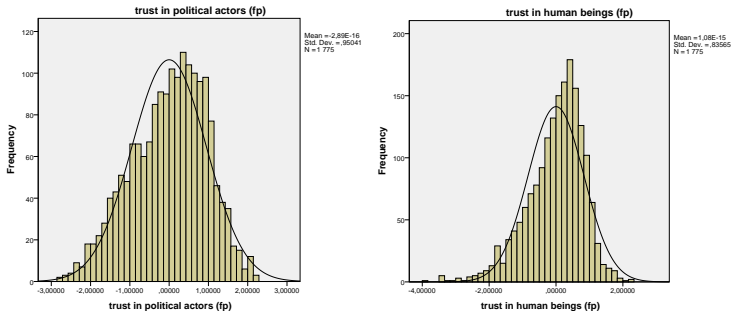 trust in political actors (fp)
Mean =-2,89E-16
Std. Dev. =,95041
N =1 775
120
100
80
60
40
20
0
Frequency
-3,00000 -2,00000 -1,00000 ,00000 1,00000 2,00000 3,00000
trust in political actors (fp)
trust in human beings (fp)
Mean =1,08E-15
Std. Dev. =,83565
N =1 775
200
150
100
50
0
Frequency
-4,00000 -2,00000 ,00000 2,00000
trust in human beings (fp)